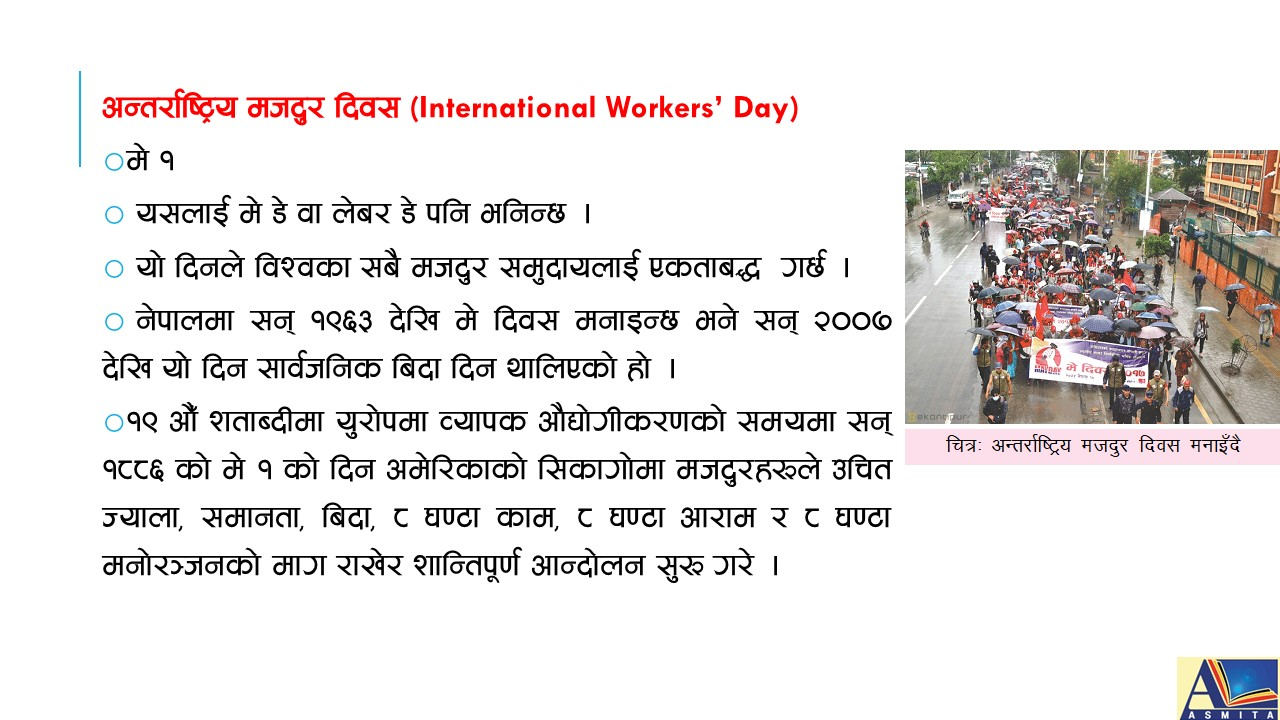 अन्तर्राष्ट्रिय मजदुर दिवस (International Workers' Day)
मे १
यसलाई मे डे वा लेबर डे पनि भनिन्छ ।
यो दिनले विश्वका सबै मजदुर समुदायलाई एकताबद्ध गर्छ ।
नेपालमा सन् १९६३ देखि मे दिवस मनाइन्छ भने सन् २००७
देखि यो दिन सार्वजनिक बिदा दिन थालिएको हो ।
१९ औँ शताब्दीमा युरोपमा व्यापक औद्योगीकरणको समयमा सन्
१८८६ को मे १ को दिन अमेरिकाको सिकागोमा मजदुरहरूले उचित
ज्याला, समानता, बिदा, ८ घण्टा काम, ८ घण्टा आराम र ८ घण्टा
मनोरञ्जनको माग राखेर शान्तिपूर्ण आन्दोलन सुरु गरे ।
मे दिवस
ekantipur
चित्रः अन्तर्राष्ट्रिय मजदुर दिवस मनाइँदै
ASMITA